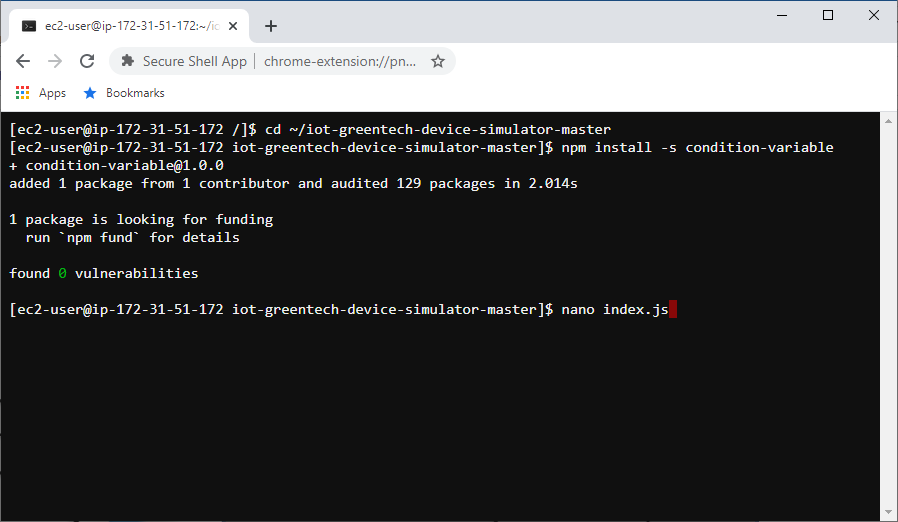 ec2-user@ip-172-31-51-172:~/io
Secure Shell App | chrome-extension://pn...
Apps Bookmarks
[ec2-user@ip-172-31-51-172 /]$ cd ~/iot-greentech-device-simulator-master
[ec2-user@ip-172-31-51-172 iot-greentech-device-simulator-master]$ npm install -s condition-variable
+ condition-variable@1.0.0
added 1 package from 1 contributor and audited 129 packages in 2.014s
1 package is looking for funding
  run `npm fund` for details
found 0 vulnerabilities
[ec2-user@ip-172-31-51-172 iot-greentech-device-simulator-master]$ nano index.js